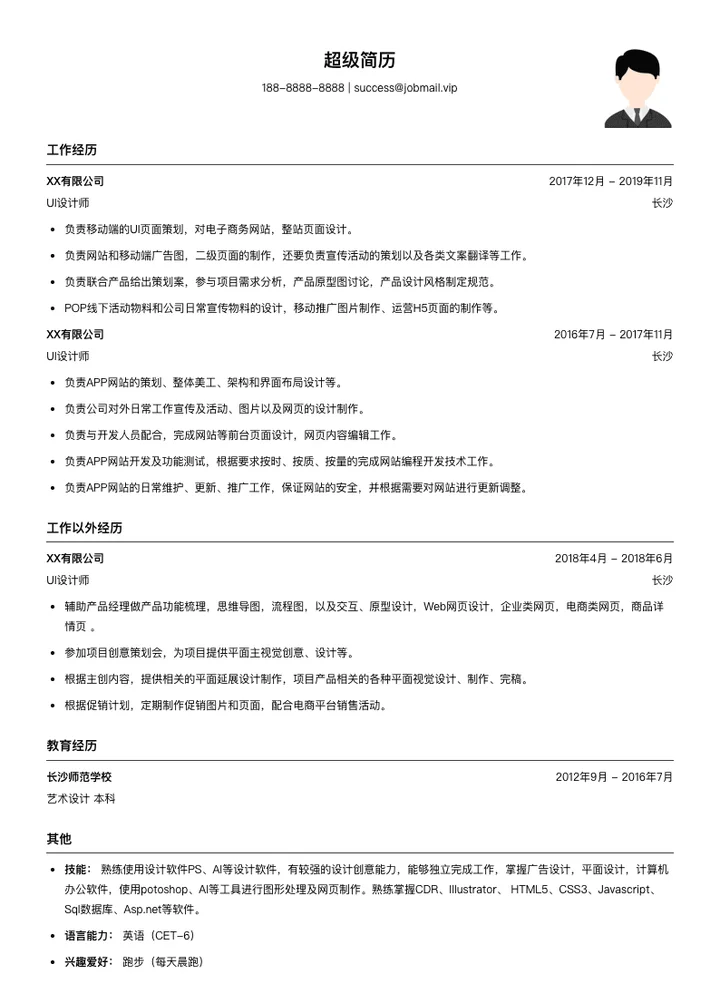 超级简历
188-8888-8888 | success@jobmail.vip
工作经历
XX有限公司 2017年12月 – 2019年11月
UI设计师 长沙
• 负责移动端的UI页面策划，对电子商务网站，整站页面设计。
• 负责网站和移动端广告图，二级页面的制作，还要负责宣传活动的策划以及各类文案翻译等工作。
• 负责联合产品给出策划案，参与项目需求分析，产品原型图讨论，产品设计风格制定规范。
• POP线下活动物料和公司日常宣传物料的设计，移动推广图片制作、运营H5页面的制作等。
XX有限公司 2016年7月 – 2017年11月
UI设计师 长沙
• 负责APP网站的策划、整体美工、架构和界面布局设计等。
• 负责公司对外日常工作宣传及活动、图片以及网页的设计制作。
• 负责与开发人员配合，完成网站等前台页面设计，网页内容编辑工作。
• 负责APP网站开发及功能测试，根据要求按时、按质、按量的完成网站编程开发技术工作。
• 负责APP网站的日常维护、更新、推广工作，保证网站的安全，并根据需要对网站进行更新调整。
工作以外经历
XX有限公司 2018年4月 – 2018年6月
UI设计师 长沙
• 辅助产品经理做产品功能梳理，思维导图，流程图，以及交互、原型设计，Web网页设计，企业类网页，电商类网页，商品详
情页 。
• 参加项目创意策划会，为项目提供平面主视觉创意、设计等。
• 根据主创内容，提供相关的平面延展设计制作，项目产品相关的各种平面视觉设计、制作、完稿。
• 根据促销计划，定期制作促销图片和页面，配合电商平台销售活动。
教育经历
长沙师范学校 2012年9月 – 2016年7月
艺术设计 本科
其他
• 技能： 熟练使用设计软件PS、AI等设计软件，有较强的设计创意能力，能够独立完成工作，掌握广告设计，平面设计，计算机
办公软件，使用potoshop、AI等工具进行图形处理及网页制作。熟练掌握CDR、Illustrator、 HTML5、CSS3、Javascript、
Sql数据库、Asp.net等软件。
• 语言能力： 英语（CET-6）
• 兴趣爱好： 跑步（每天晨跑）